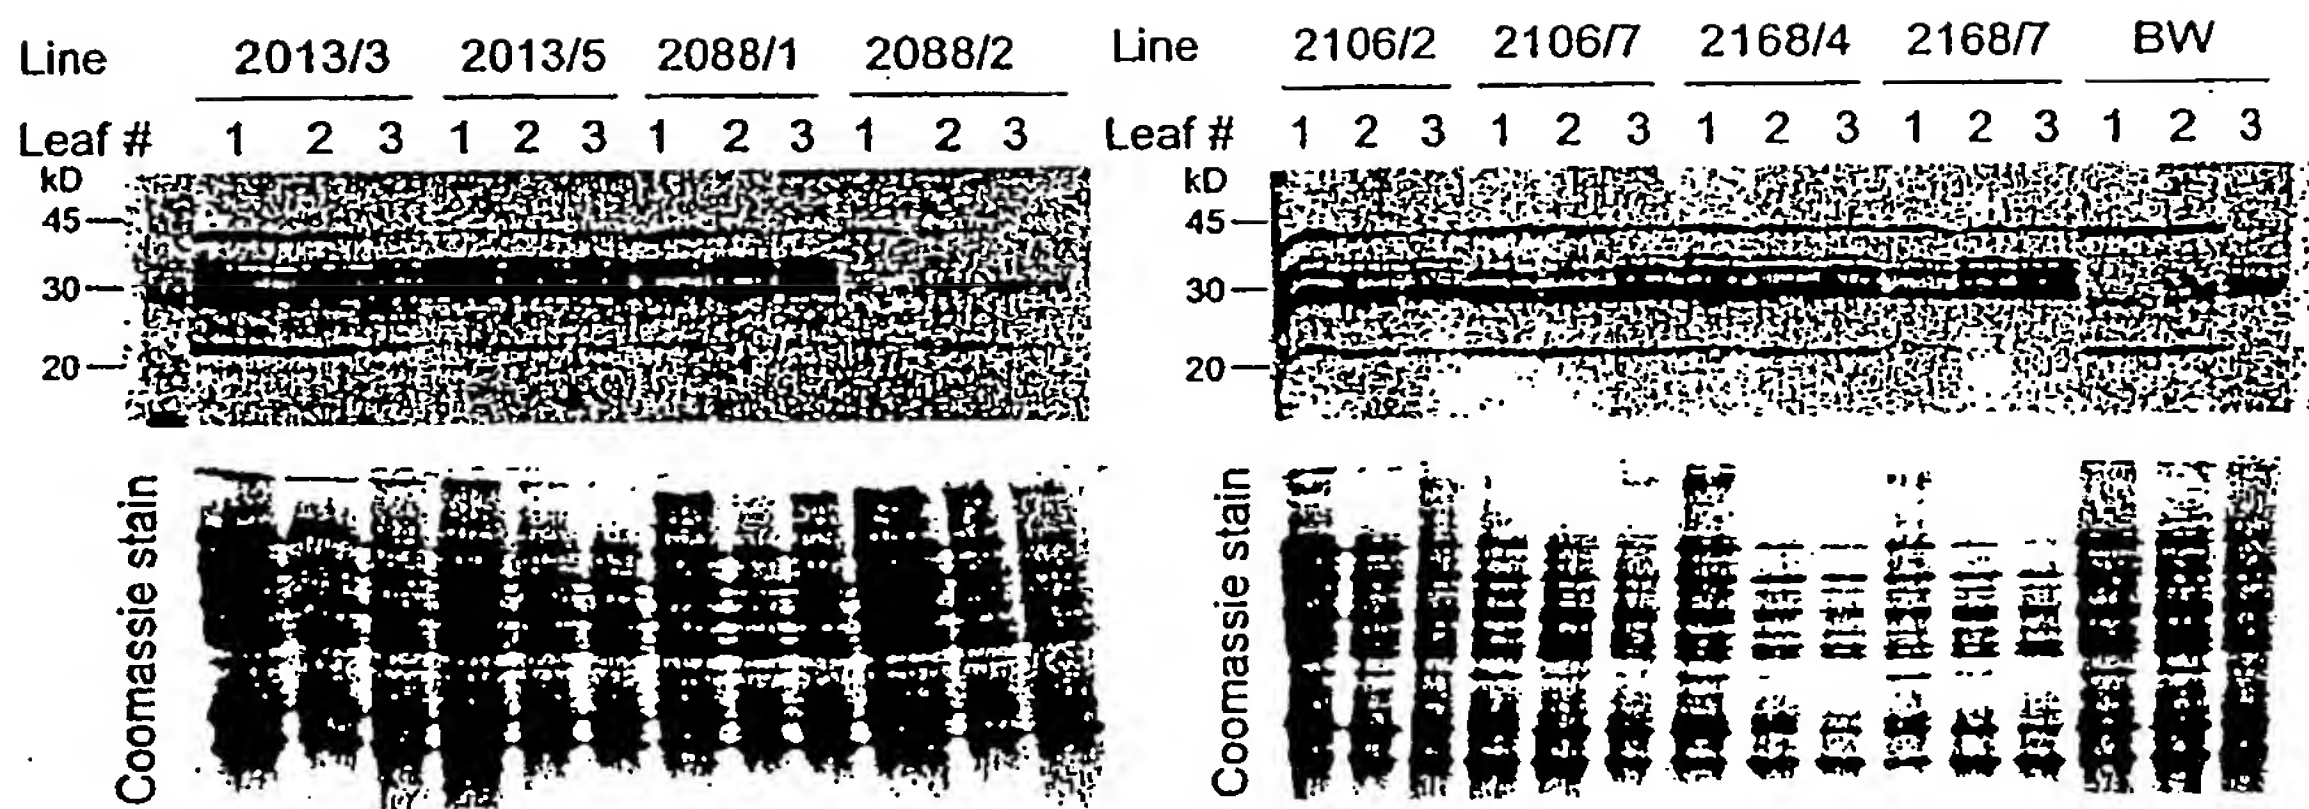 Line 2013/3 2013/5 2088/1 2088/2
Leaf # 1 2 3 1 2 3 1 2 3 1 2 3
kD
45
30
20
Coomassie stain
Line 2106/2 2106/7 2168/4 2168/7 BW
Leaf # 1 2 3 1 2 3 1 2 3 1 2 3 1 2 3
kD
45
30
20
Coomassie stain